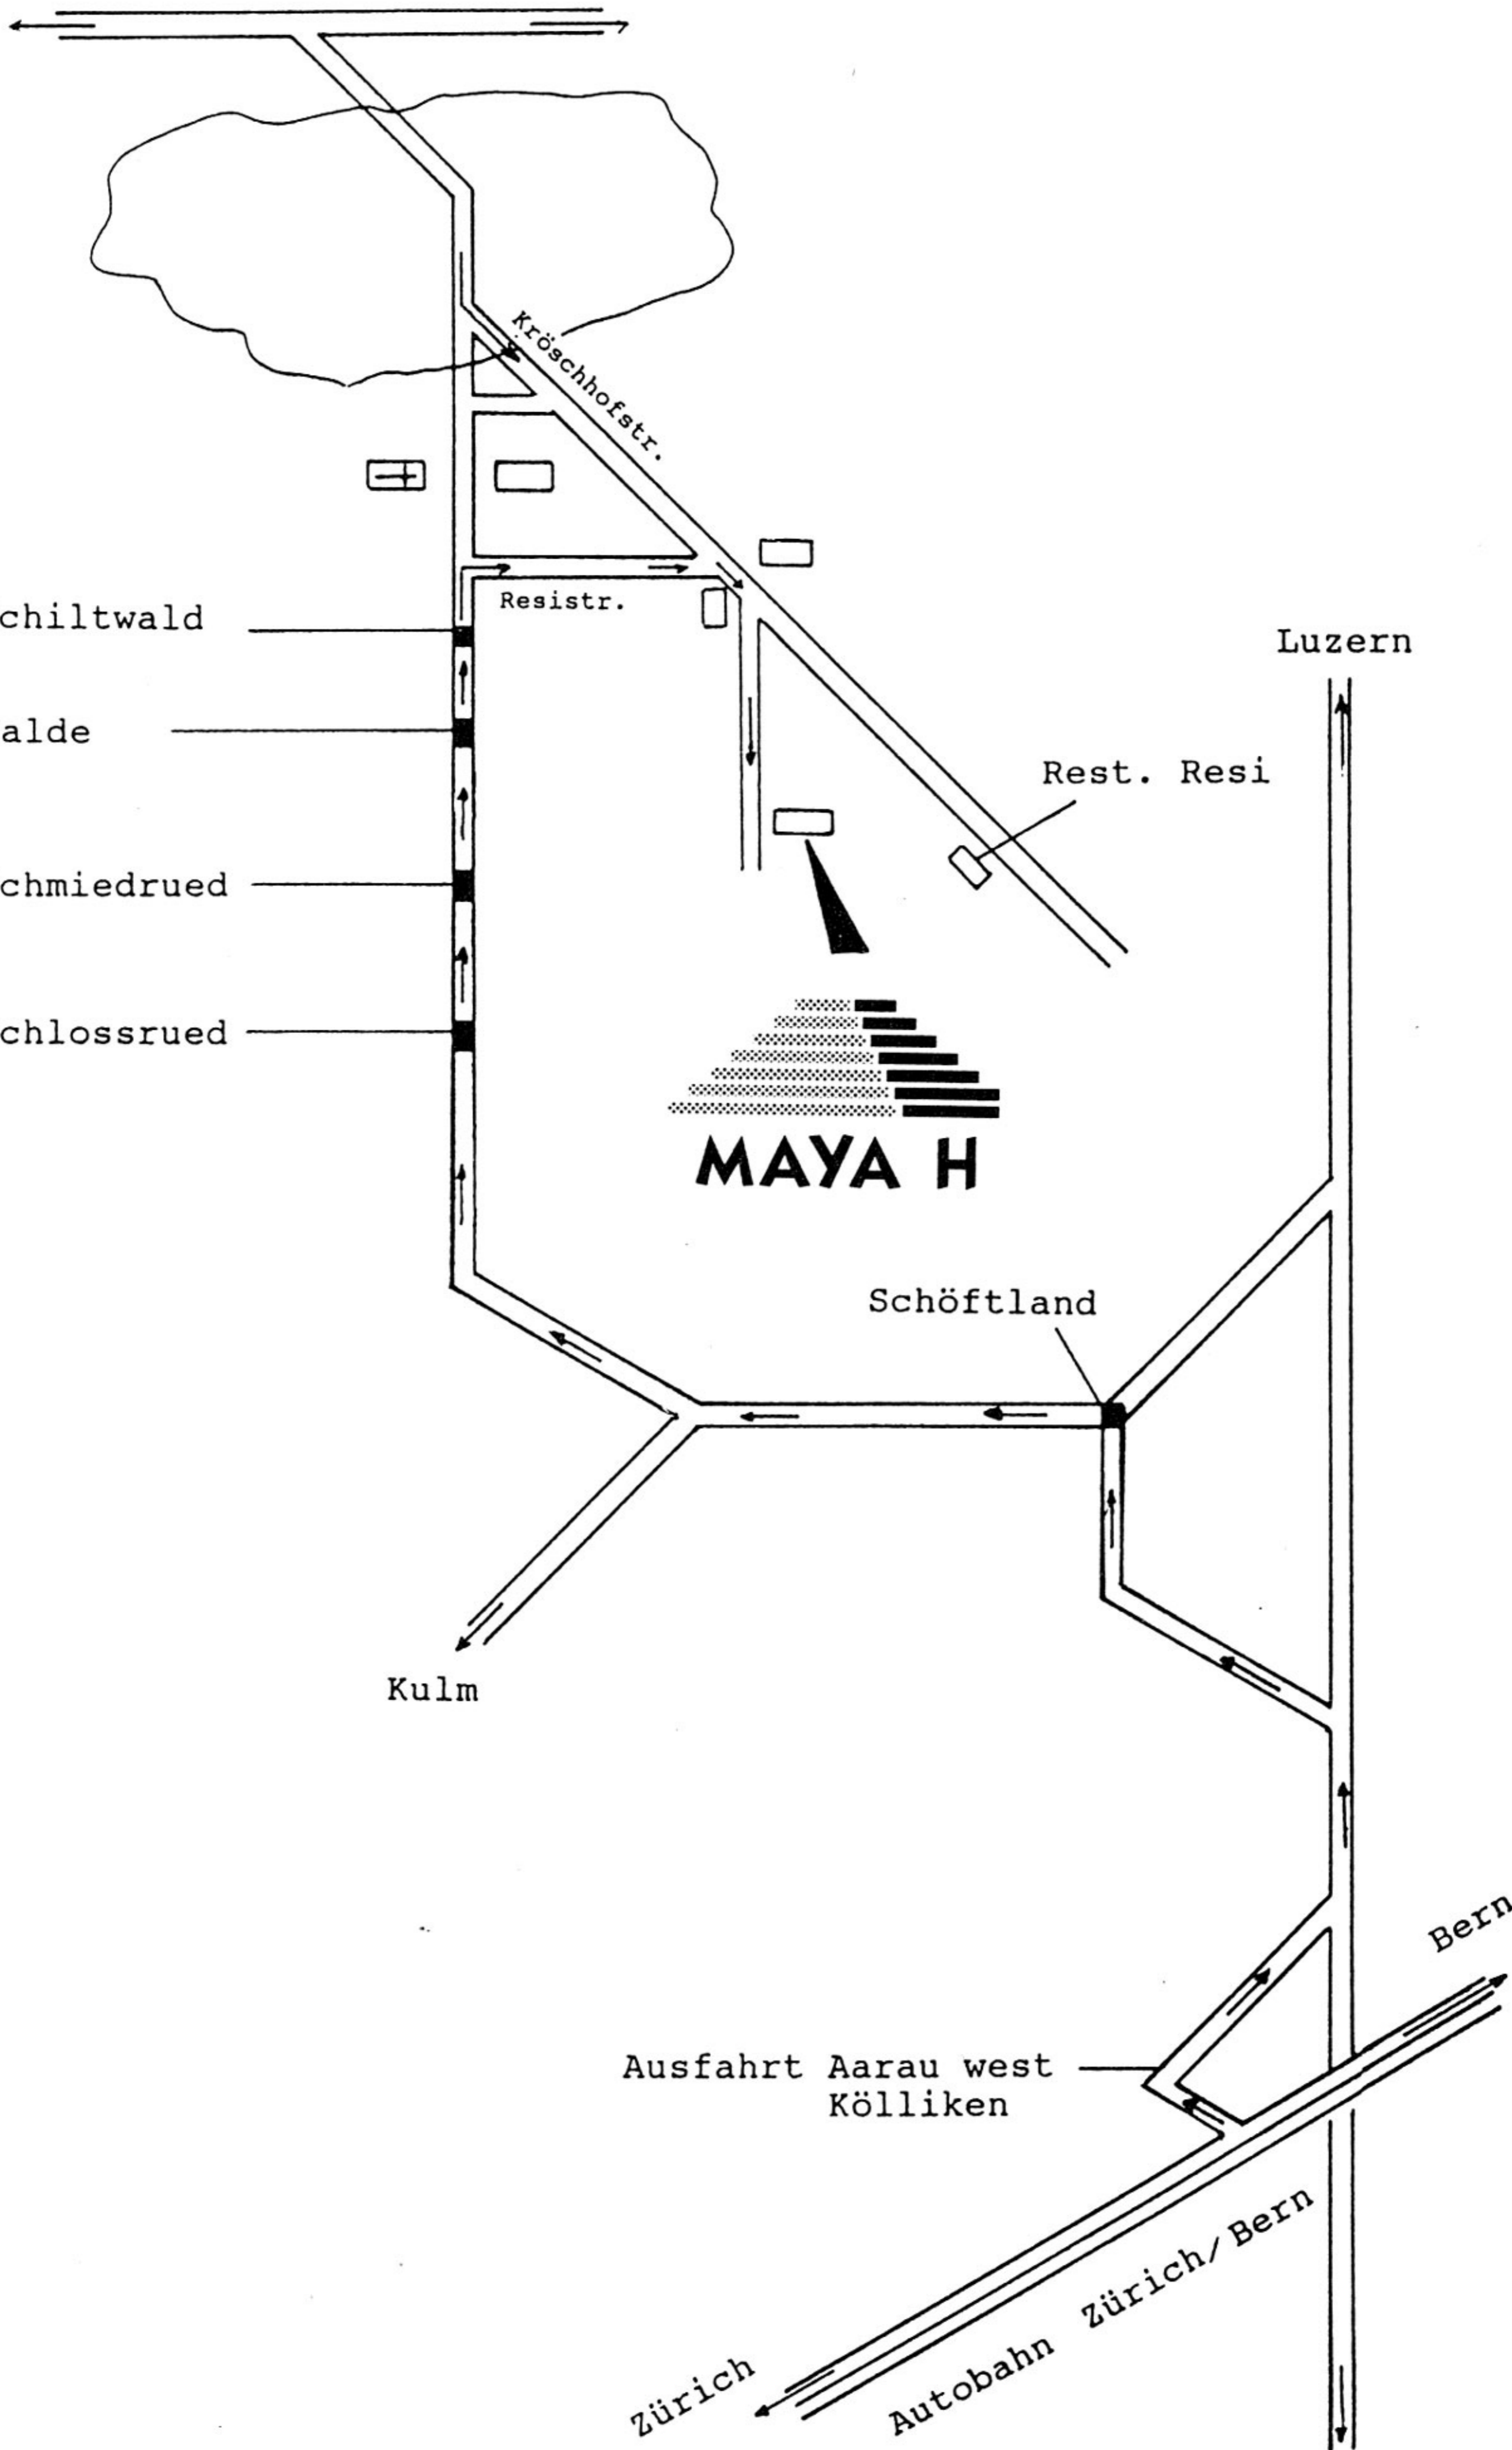 Kröschhofstr.
Resistr.
chiltwald
Luzern
alde
Rest. Resi
chmiedrued
chlossrued
MAYA H
Schöftland
Kulm
Bern
Ausfahrt Aarau west
Kölliken
Zürich
Autobahn Zürich/Bern